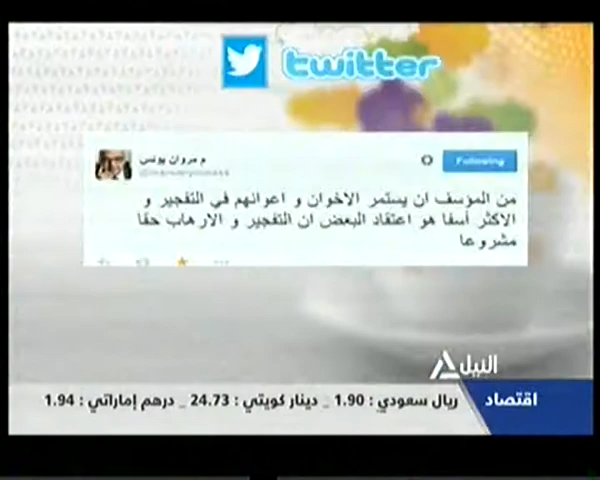 twitter
م مروان يونس
Following
من المؤسف ان يستمر الاخوان و اعوانهم في التفجير و
الاكثر أسفا هو اعتقاد البعض ان التفجير و الارهاب حقا
مشروعا
النيل
اقتصاد
ريال سعودي : 1.90 _ دينار كويتي : 24.73 _ درهم إماراتي : 1.94